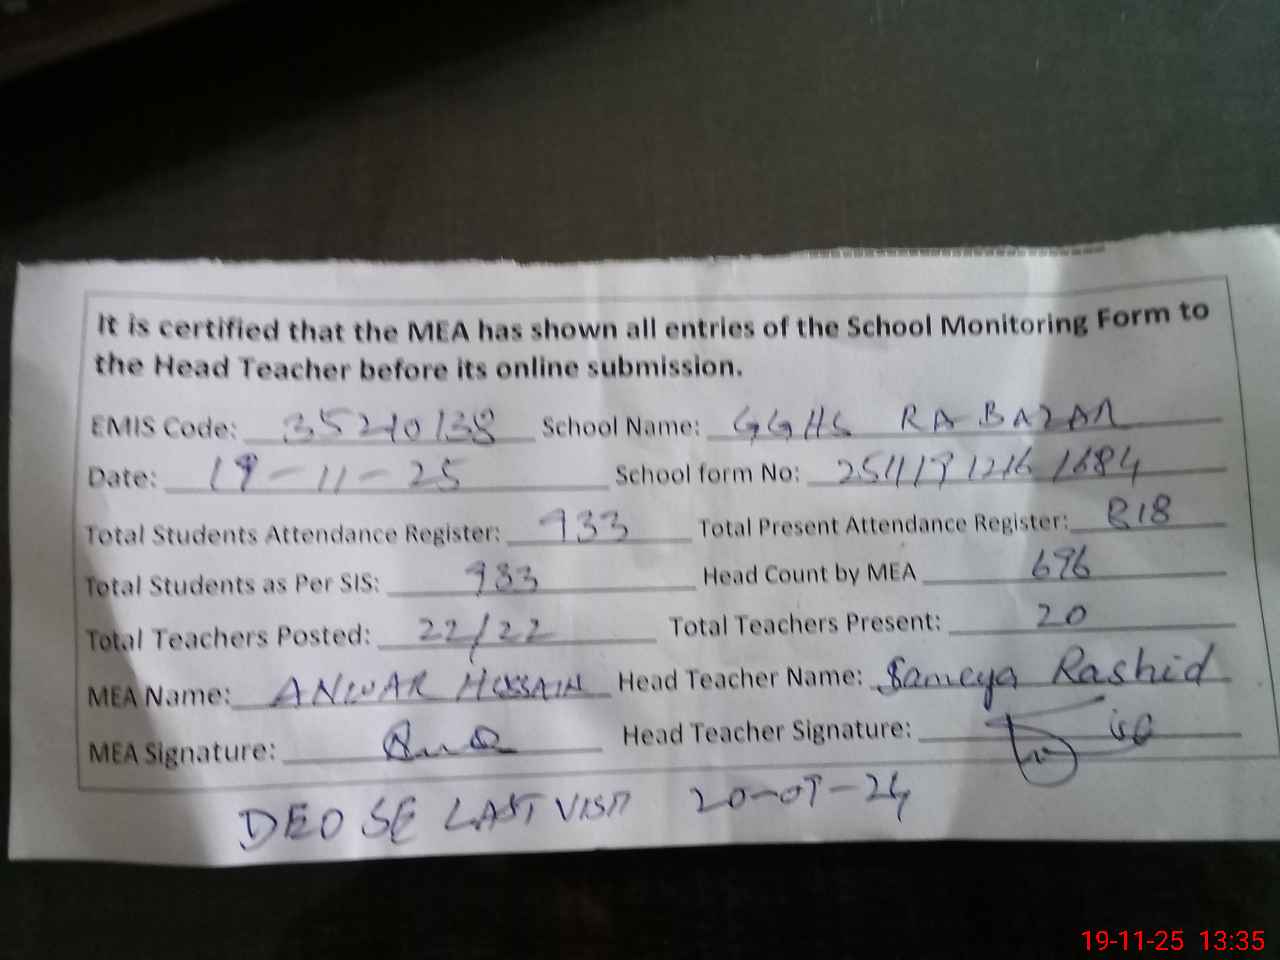 It is certified that the MEA has shown all entries of the School Monitoring Form to
the Head Teacher before its online submission.
EMIS Code: 35210138 School Name: GGHS RA BAZAR
Date: 19-11-25 School form No: 2511191216 1684
Total Students Attendance Register: 933 Total Present Attendance Register: 818
Total Students as Per SIS: 933 Head Count by MEA 696
Total Teachers Posted: 22/22 Total Teachers Present: 20
MEA Name: ANWAR HUSSAIN Head Teacher Name: Sameya Rashid
MEA Signature: Head Teacher Signature:
DEO SE LAST VISIT 20-09-24
19-11-25 13:35